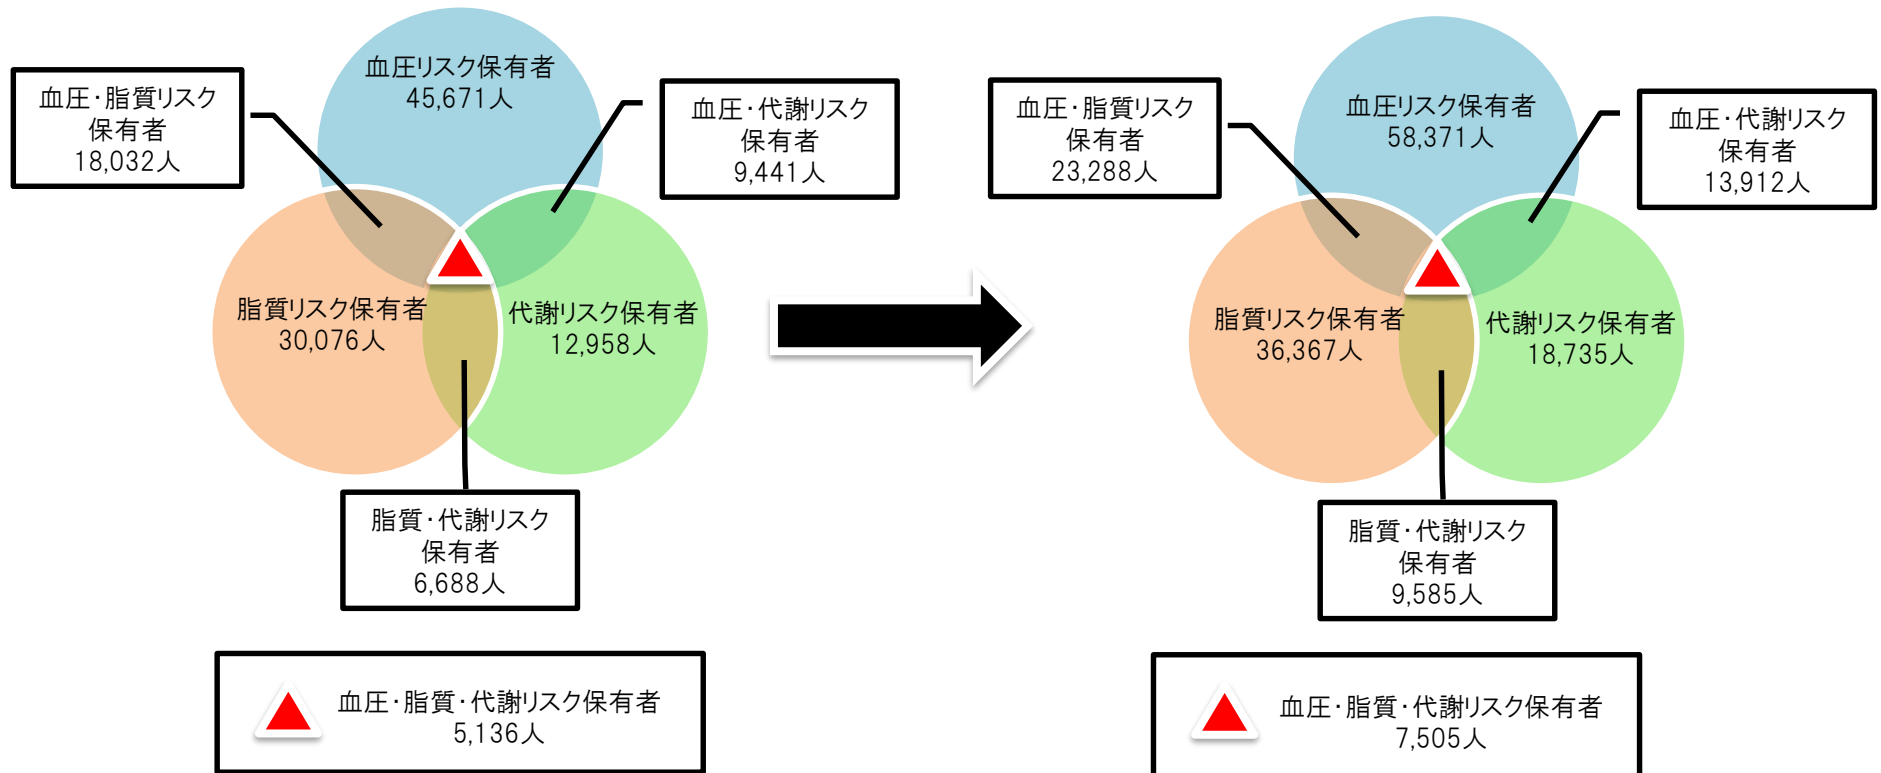 血圧リスク保有者
45,671人
血圧・脂質リスク
保有者
18,032人
血圧・代謝リスク
保有者
9,441人
脂質リスク保有者
30,076人
代謝リスク保有者
12,958人
脂質・代謝リスク
保有者
6,688人
血圧・脂質・代謝リスク保有者
5,136人
血圧リスク保有者
58,371人
血圧・脂質リスク
保有者
23,288人
血圧・代謝リスク
保有者
13,912人
脂質リスク保有者
36,367人
代謝リスク保有者
18,735人
脂質・代謝リスク
保有者
9,585人
血圧・脂質・代謝リスク保有者
7,505人